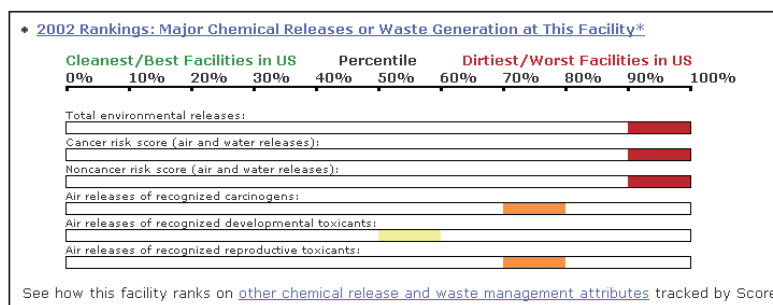 2002 Rankings: Major Chemical Releases or Waste Generation at This Facility*
Cleanest/Best Facilities in US Percentile Dirtiest/Worst Facilities in US
0% 10% 20% 30% 40% 50% 60% 70% 80% 90% 100%
Total environmental releases:
Cancer risk score (air and water releases):
Noncancer risk score (air and water releases):
Air releases of recognized carcinogens:
Air releases of recognized developmental toxicants:
Air releases of recognized reproductive toxicants:
See how this facility ranks on other chemical release and waste management attributes tracked by Score